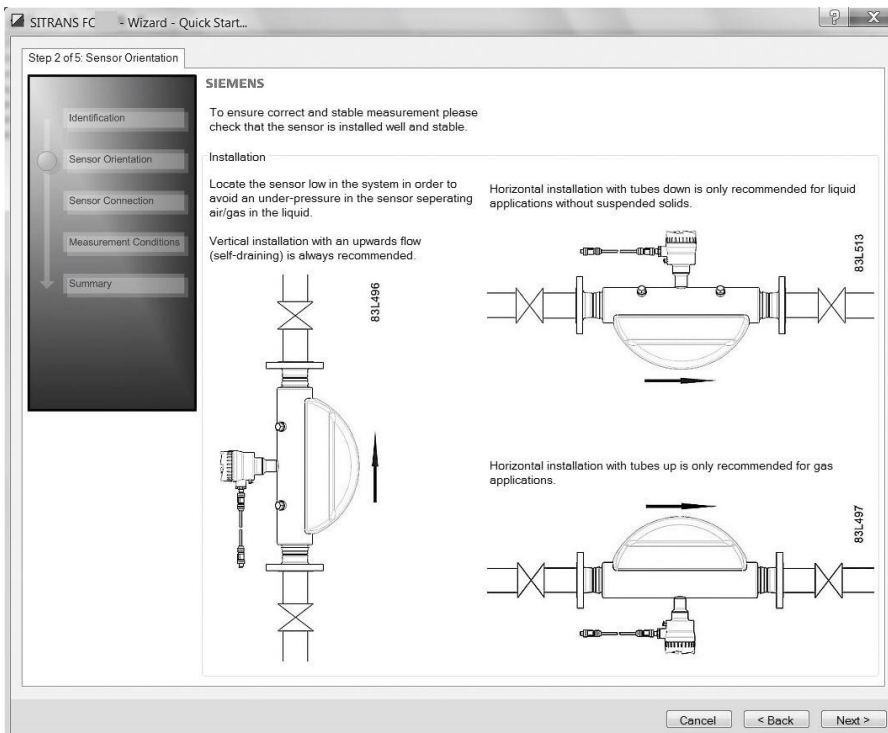 SITRANS FC - Wizard - Quick Start...
Step 2 of 5: Sensor Orientation
Identification
Sensor Orientation
Sensor Connection
Measurement Conditions
Summary
SIEMENS
To ensure correct and stable measurement please
check that the sensor is installed well and stable.
Installation
Locate the sensor low in the system in order to
avoid an under-pressure in the sensor seperating
air/gas in the liquid.
Vertical installation with an upwards flow
(self-draining) is always recommended.
83L496
Horizontal installation with tubes down is only recommended for liquid
applications without suspended solids.
83L513
Horizontal installation with tubes up is only recommended for gas
applications.
83L497
Cancel
< Back
Next >